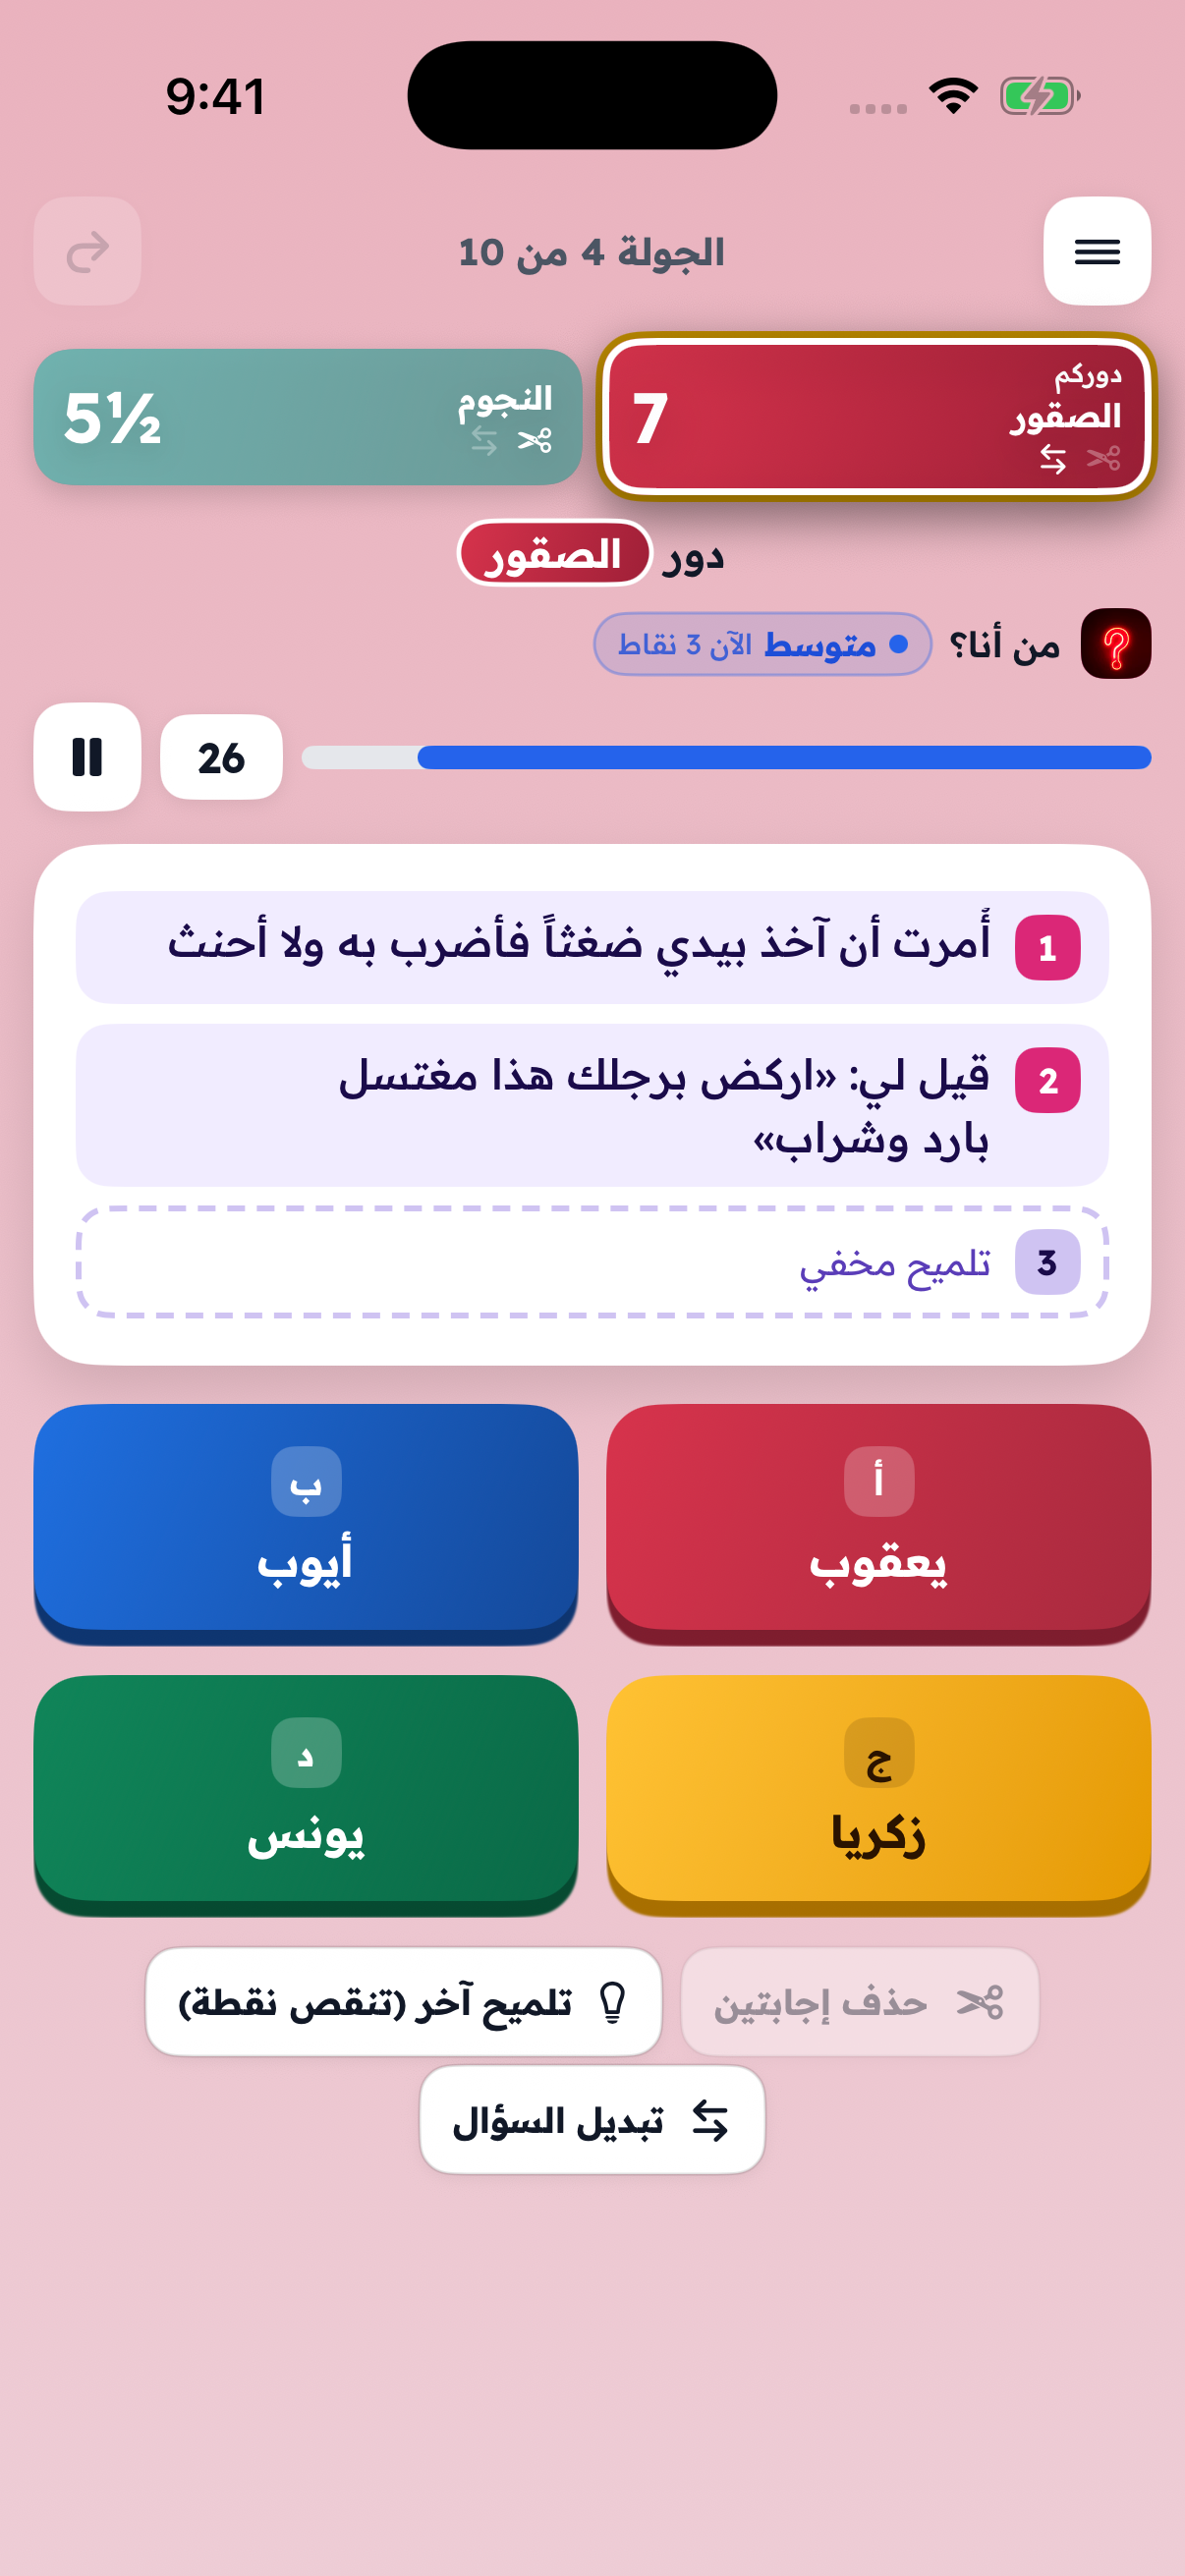 9:41
الجولة 4 من 10
دوركم
الصقور
7
النجوم
5½
دور الصقور
من أنا؟
متوسط الآن 3 نقاط
26
1 أُمرت أن آخذ بيدي ضغثاً فأضرب به ولا أحنث
2 قيل لي: «اركض برجلك هذا مغتسل
بارد وشراب»
3 تلميح مخفي
أ
يعقوب
ب
أيوب
ج
زكريا
د
يونس
حذف إجابتين
تلميح آخر (تنقص نقطة)
تبديل السؤال